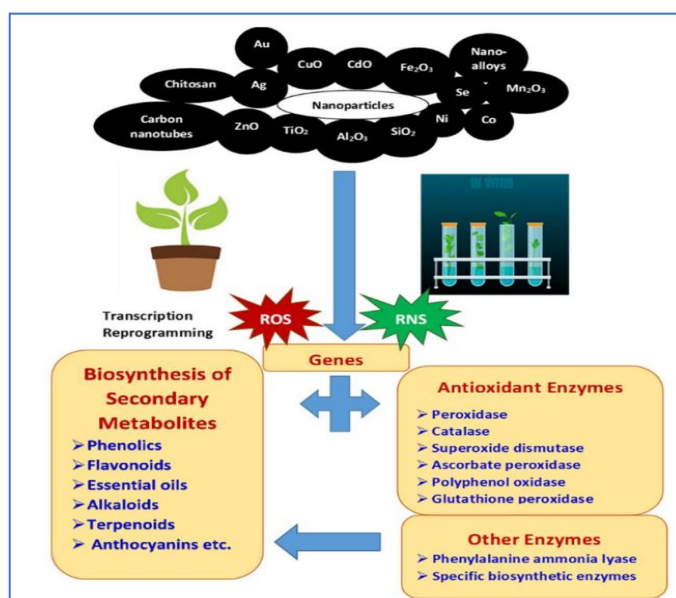 Au
CuO
CdO
Fe₂O₃
Nano-
alloys
Chitosan
Ag
Se
Mn₂O₃
Nanoparticles
Carbon
nanotubes
ZnO
TiO₂
Al₂O₃
SiO₂
Ni
Co
IN VITRO
Transcription
Reprogramming
ROS
RNS
Genes
Biosynthesis of
Secondary
Metabolites
➢Phenolics
➢Flavonoids
➢Essential oils
➢Alkaloids
➢Terpenoids
➢ Anthocyanins etc.
Antioxidant Enzymes
➢ Peroxidase
➢ Catalase
➢ Superoxide dismutase
➢ Ascorbate peroxidase
➢ Polyphenol oxidase
➢ Glutathione peroxidase
Other Enzymes
➢ Phenylalanine ammonia lyase
➢ Specific biosynthetic enzymes